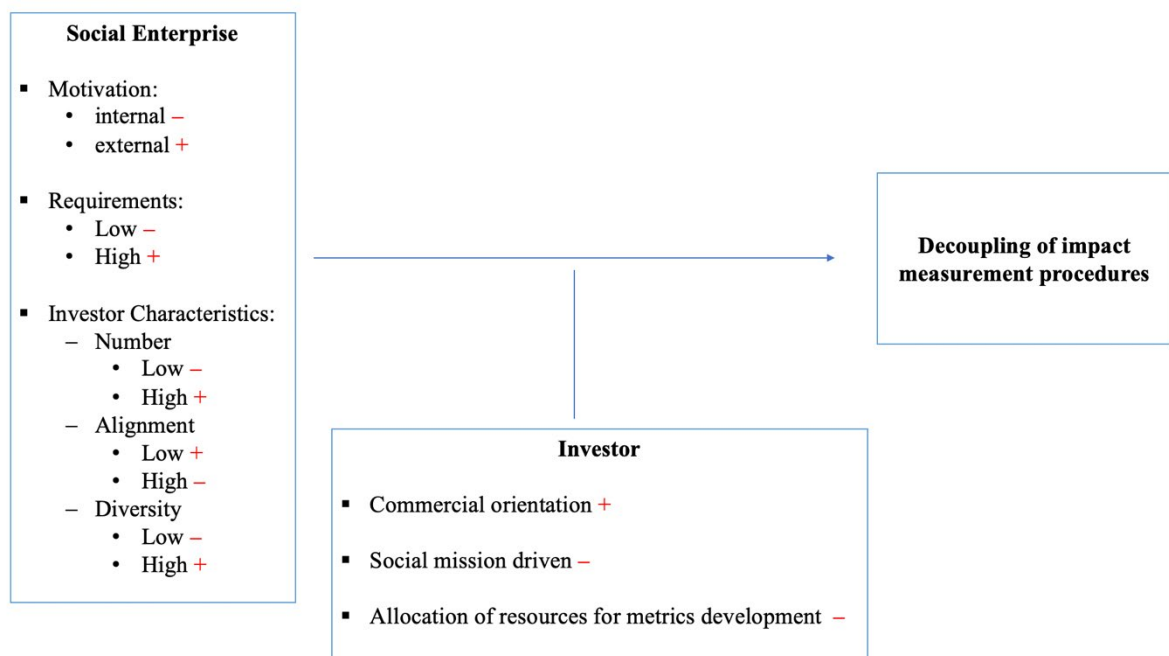 Social Enterprise
▪ Motivation:
• internal –
• external +
▪ Requirements:
• Low –
• High +
▪ Investor Characteristics:
– Number
• Low –
• High +
– Alignment
• Low +
• High –
– Diversity
• Low –
• High +
Decoupling of impact
measurement procedures
Investor
▪ Commercial orientation +
▪ Social mission driven –
▪ Allocation of resources for metrics development –